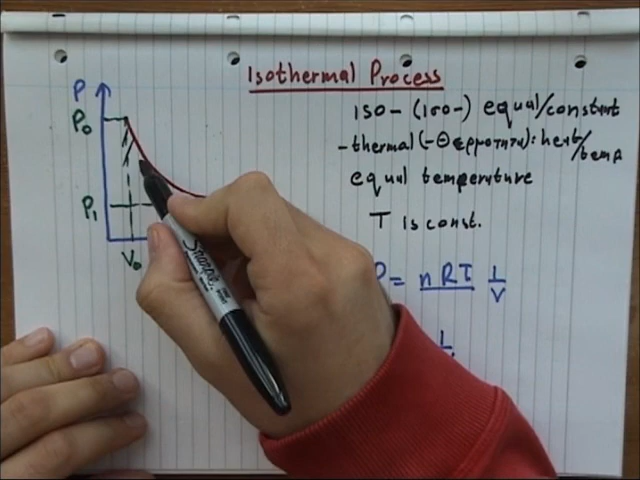 Isothermal Process
P
P0
P1
V0
iso- (ισο-) equal/constant
-thermal (-Θερμοτητα): heat/temp
equal temperature
T is const.
P = nRT 1/V
1
Sharpie